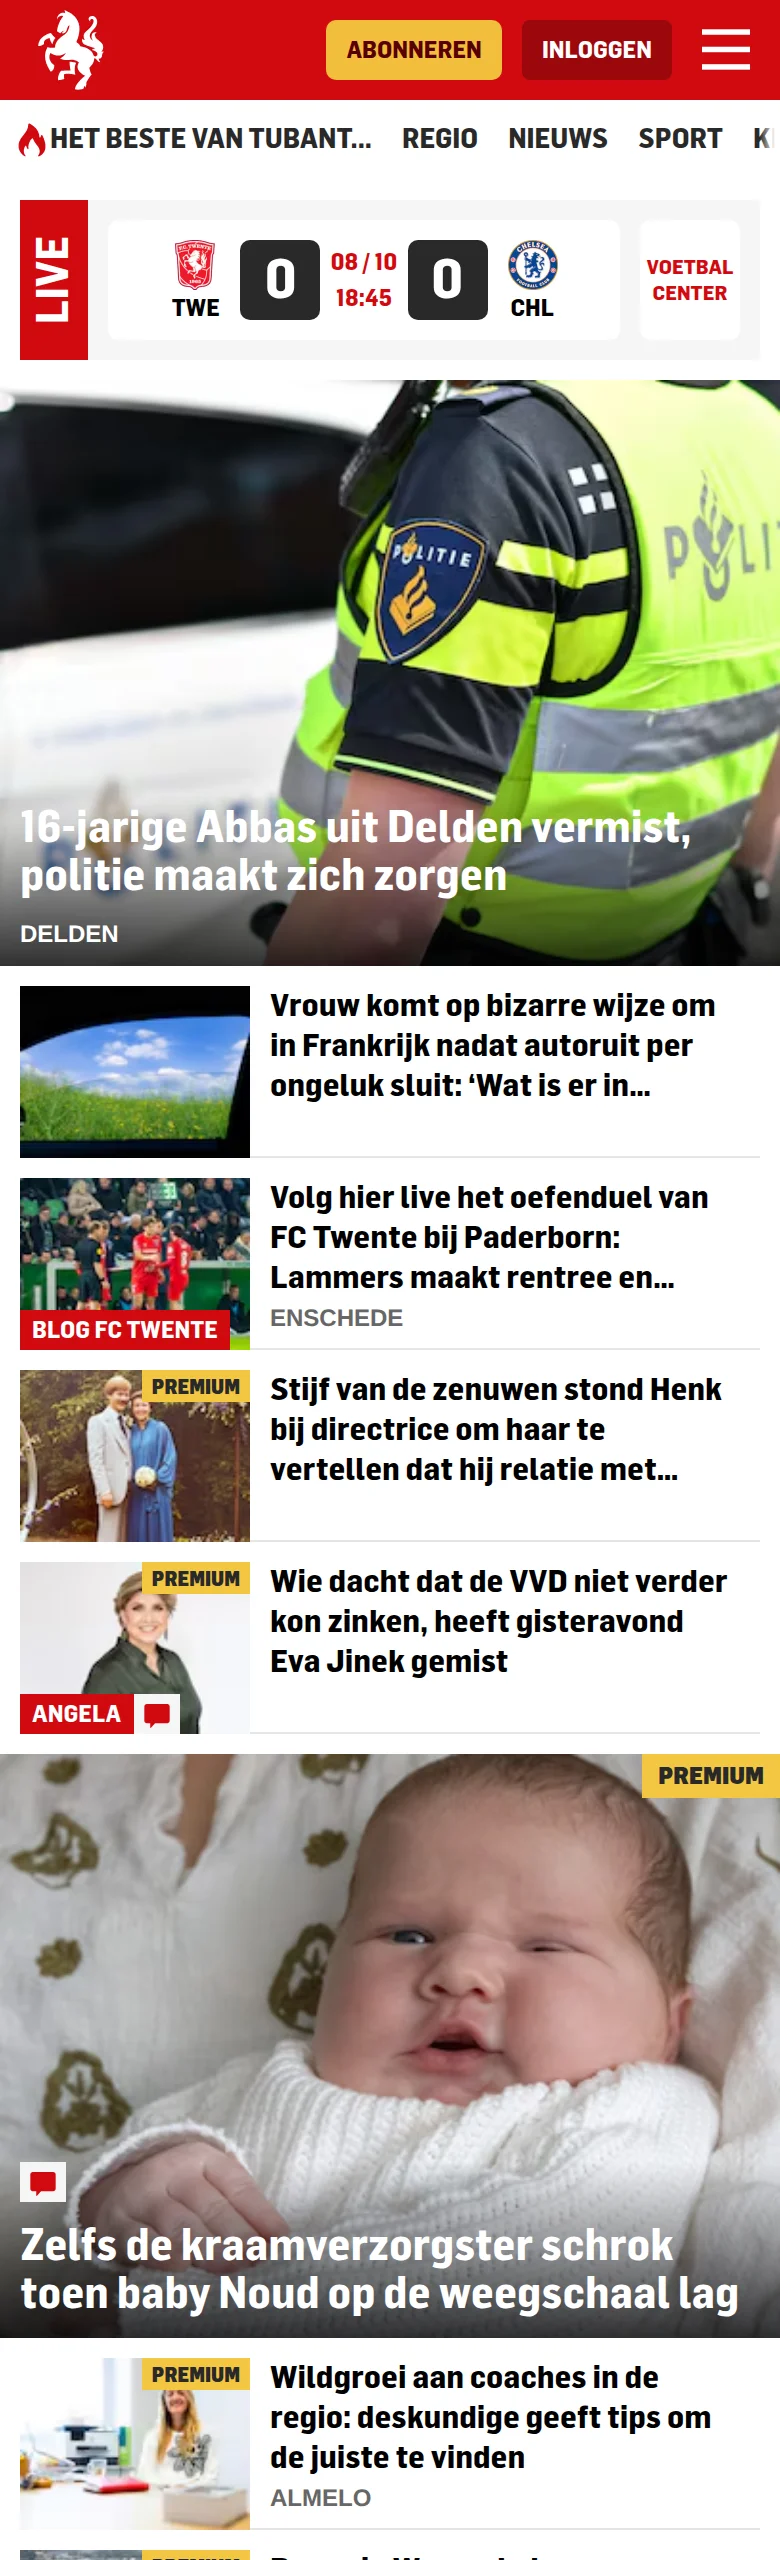 ABONNEREN
INLOGGEN
HET BESTE VAN TUBANT...
REGIO
NIEUWS
SPORT
LIVE
TWE
0
08 / 10
18:45
0
CHL
VOETBAL
CENTER
POLITIE
16-jarige Abbas uit Delden vermist,
politie maakt zich zorgen
DELDEN
Vrouw komt op bizarre wijze om
in Frankrijk nadat autoruit per
ongeluk sluit: ‘Wat is er in...
BLOG FC TWENTE
Volg hier live het oefenduel van
FC Twente bij Paderborn:
Lammers maakt rentree en...
ENSCHEDE
PREMIUM
Stijf van de zenuwen stond Henk
bij directrice om haar te
vertellen dat hij relatie met...
PREMIUM
ANGELA
Wie dacht dat de VVD niet verder
kon zinken, heeft gisteravond
Eva Jinek gemist
PREMIUM
Zelfs de kraamverzorgster schrok
toen baby Noud op de weegschaal lag
PREMIUM
Wildgroei aan coaches in de
regio: deskundige geeft tips om
de juiste te vinden
ALMELO